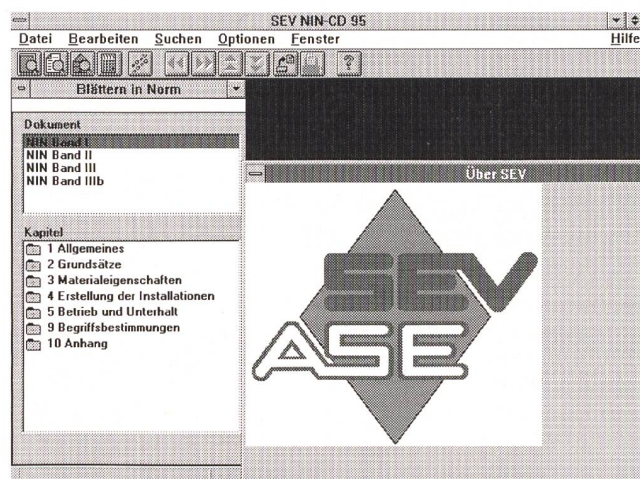 SEV NIN-CD 95
Datei Bearbeiten Suchen Optionen Fenster Hilfe
Blättern in Norm
Dokument
NIN Band I
NIN Band II
NIN Band III
NIN Band IIIb
Über SEV
Kapitel
1 Allgemeines
2 Grundsätze
3 Materialeigenschaften
4 Erstellung der Installationen
5 Betrieb und Unterhalt
9 Begriffsbestimmungen
10 Anhang
SEV
ASE